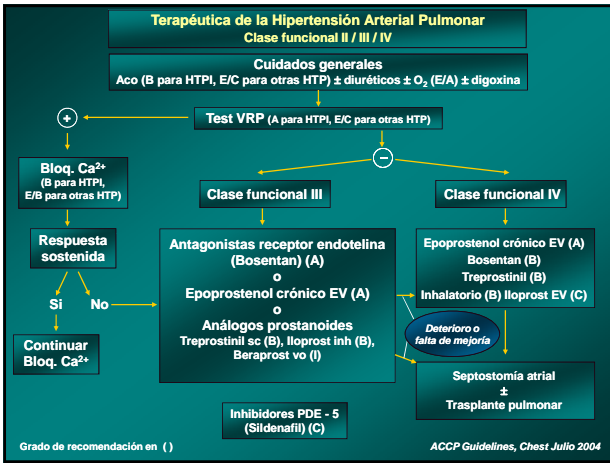 Terapéutica de la Hipertensión Arterial Pulmonar
Clase funcional II / III / IV
Cuidados generales
Aco (B para HTPI, E/C para otras HTP) ± diuréticos ± O₂ (E/A) ± digoxina
Test VRP (A para HTPI, E/C para otras HTP)
+
−
Bloq. Ca²⁺
(B para HTPI,
E/B para otras HTP)
Clase funcional III
Clase funcional IV
Respuesta
sostenida
Si
No
Continuar
Bloq. Ca²⁺
Antagonistas receptor endotelina
(Bosentan) (A)
o
Epoprostenol crónico EV (A)
o
Análogos prostanoides
Treprostinil sc (B), Iloprost inh (B),
Beraprost vo (I)
Epoprostenol crónico EV (A)
Bosentan (B)
Treprostinil (B)
Inhalatorio (B) Iloprost EV (C)
Deterioro o
falta de mejoría
Septostomía atrial
±
Trasplante pulmonar
Inhibidores PDE - 5
(Sildenafil) (C)
Grado de recomendación en ( )
ACCP Guidelines, Chest Julio 2004